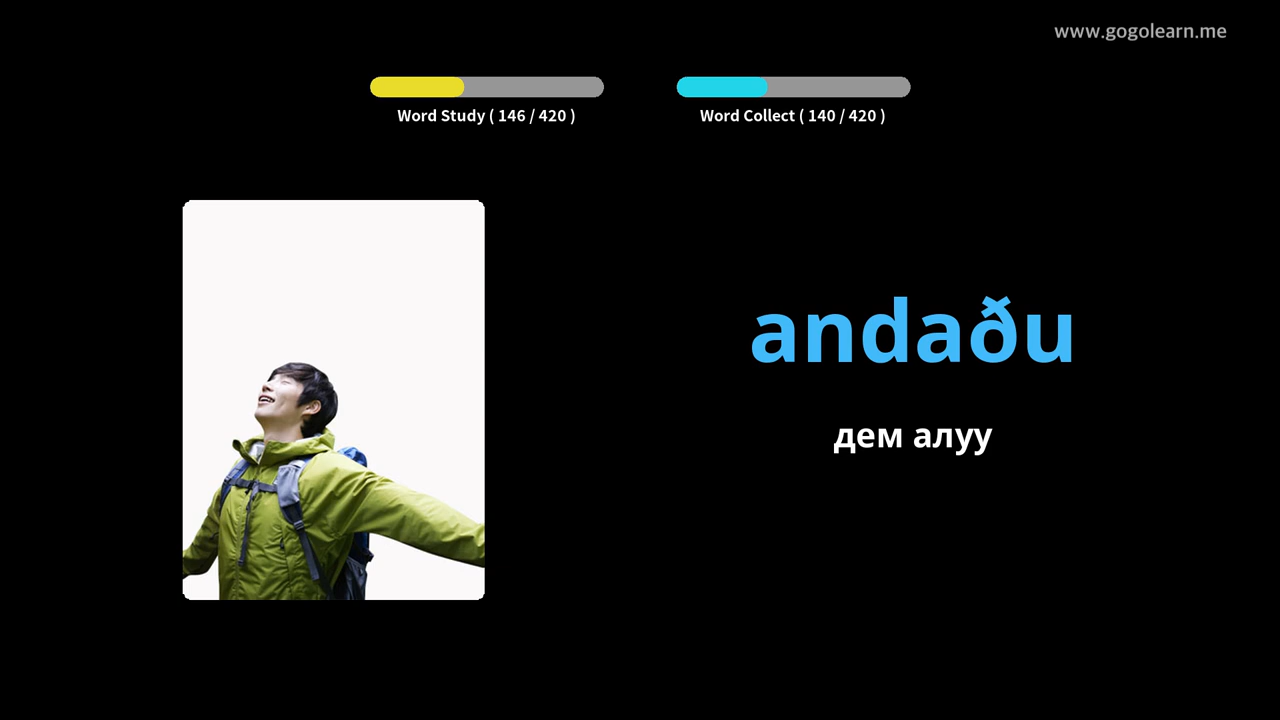 www.gogolearn.me
Word Study ( 146 / 420 )
Word Collect ( 140 / 420 )
andaðu
дем алуу